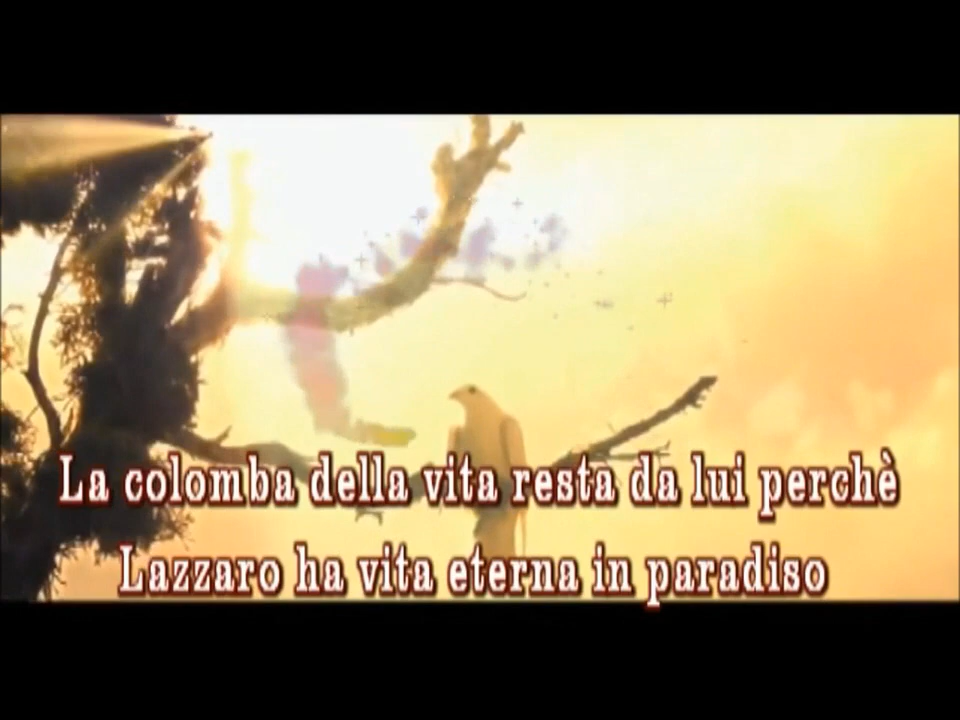 La colomba della vita resta da lui perchè
Lazzaro ha vita eterna in paradiso